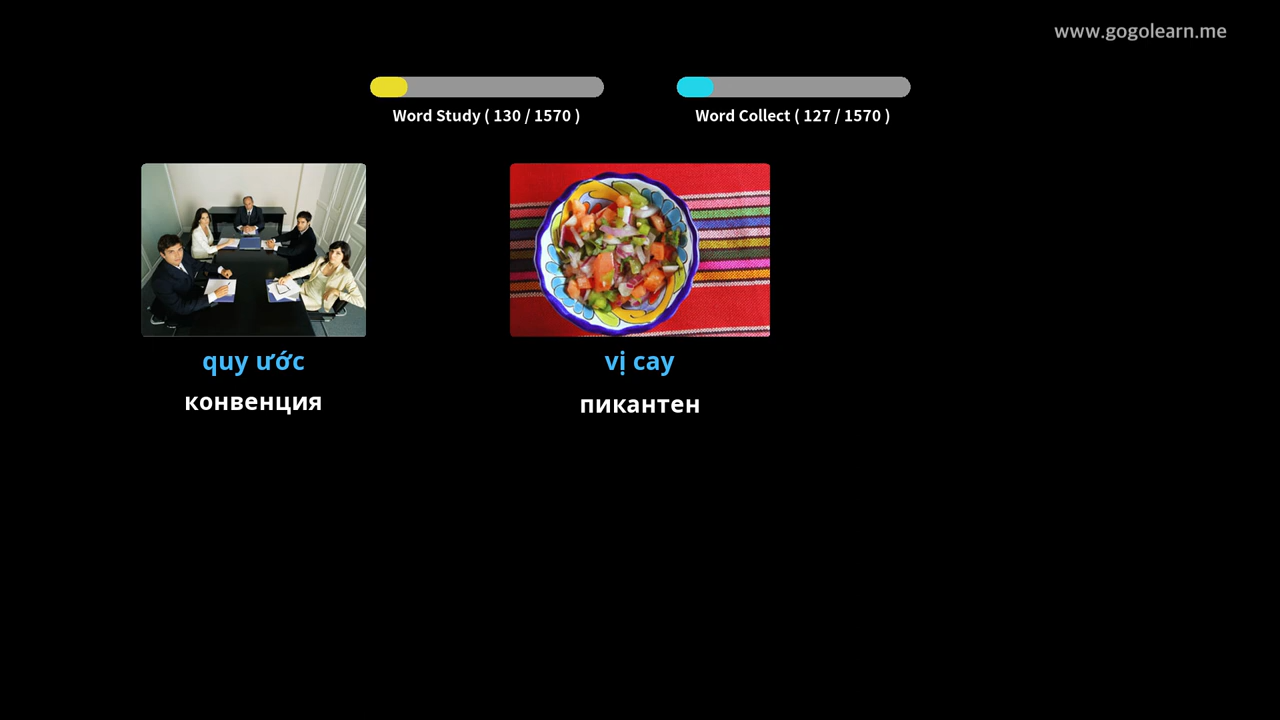 www.gogolearn.me
Word Study ( 130 / 1570 )
Word Collect ( 127 / 1570 )
quy ước
vị cay
конвенция
пикантен